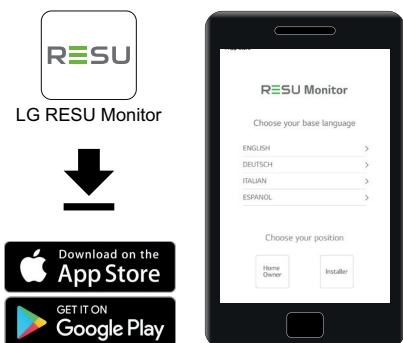 RESU
LG RESU Monitor
Download on the
App Store
GET IT ON
Google Play
RESU Monitor
Choose your base language
ENGLISH
DEUTSCH
ITALIAN
ESPANOL
Choose your position
Home
Owner
Installer